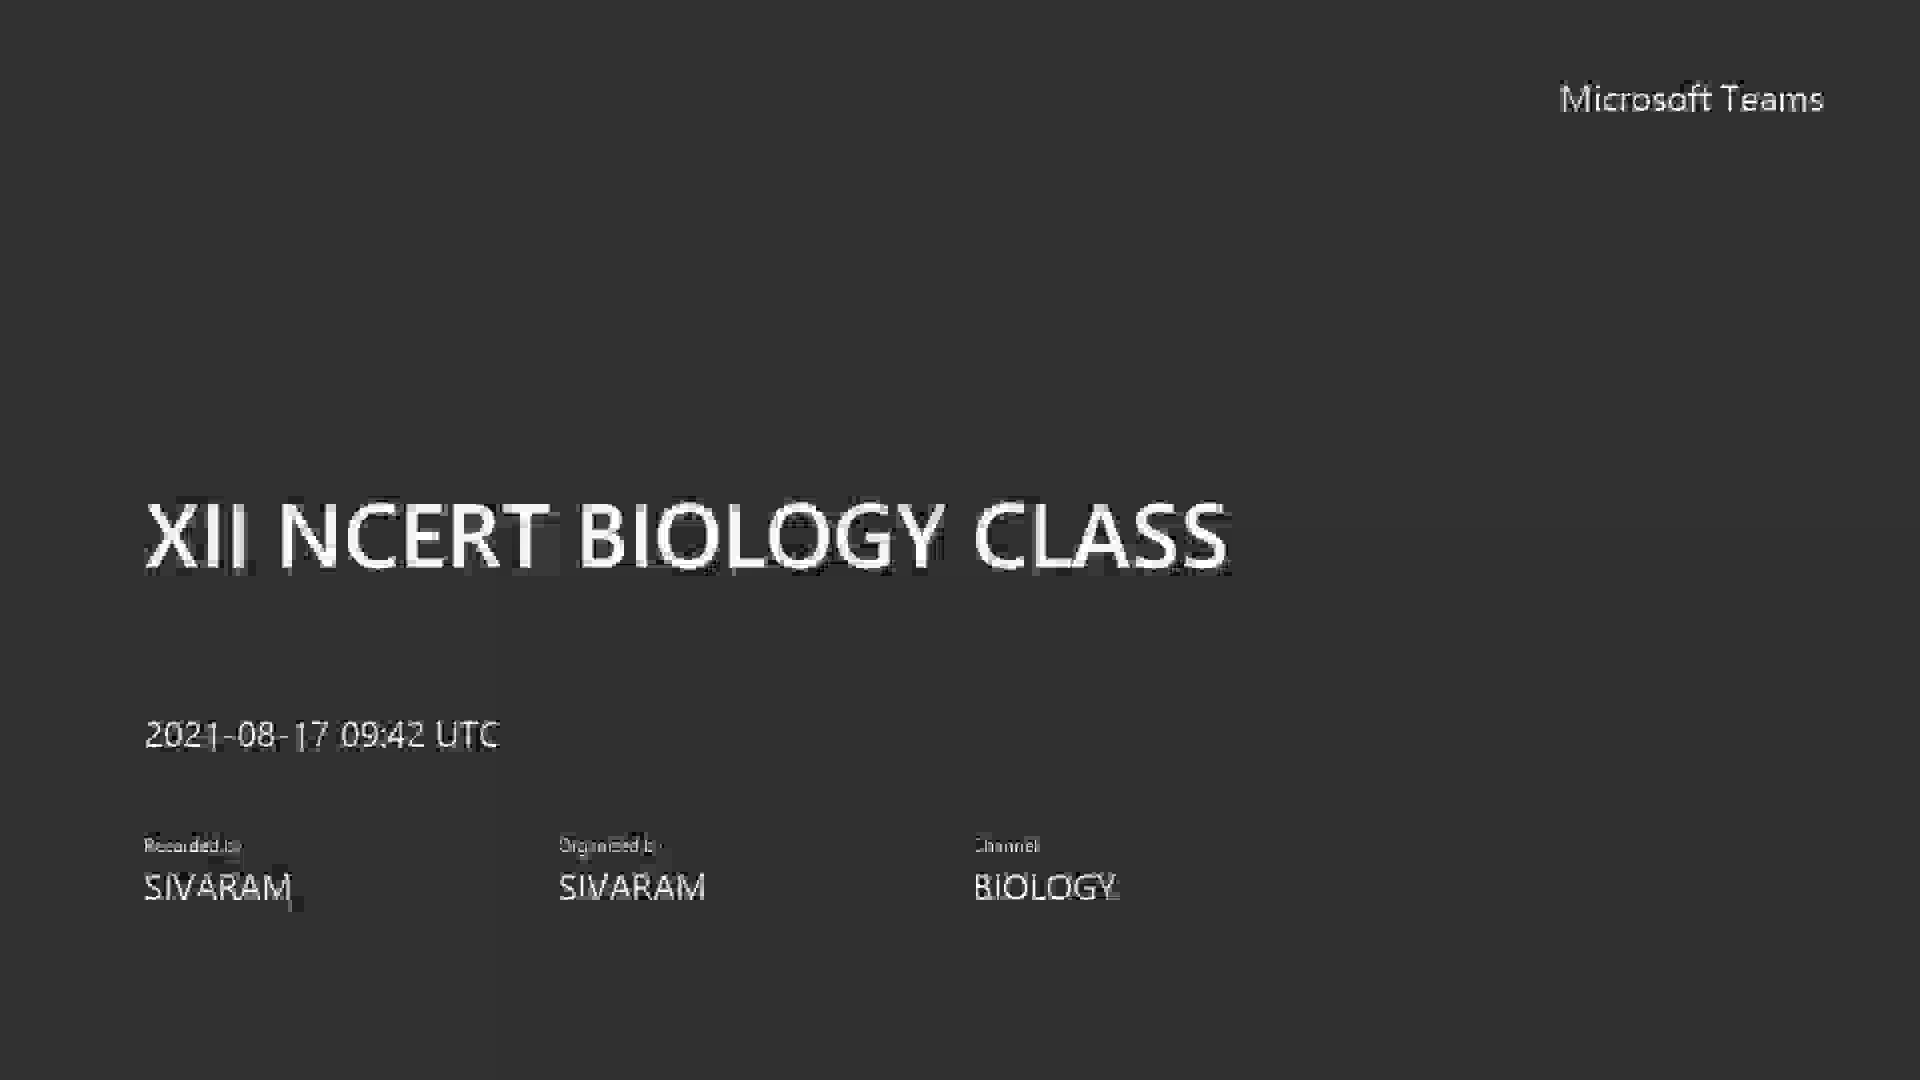 Microsoft Teams
XII NCERT BIOLOGY CLASS
2021-08-17 09:42 UTC
Recorded by
Organized by
Channel
SIVARAM
SIVARAM
BIOLOGY